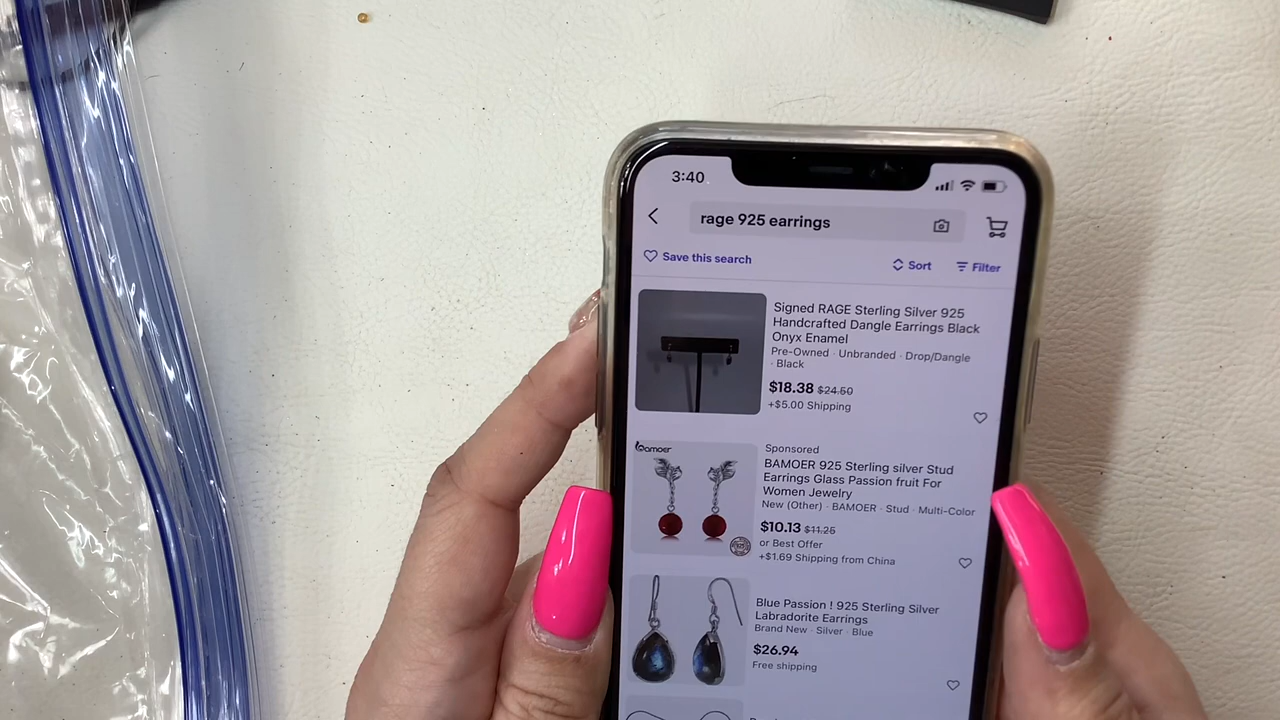 3:40
rage 925 earrings
Save this search
Sort
Filter
Signed RAGE Sterling Silver 925
Handcrafted Dangle Earrings Black
Onyx Enamel
Pre-Owned · Unbranded · Drop/Dangle
· Black
$18.38 $24.50
+$5.00 Shipping
bamoer
Sponsored
BAMOER 925 Sterling silver Stud
Earrings Glass Passion fruit For
Women Jewelry
New (Other) · BAMOER · Stud · Multi-Color
$10.13 $11.25
or Best Offer
+$1.69 Shipping from China
Blue Passion ! 925 Sterling Silver
Labradorite Earrings
Brand New · Silver · Blue
$26.94
Free shipping